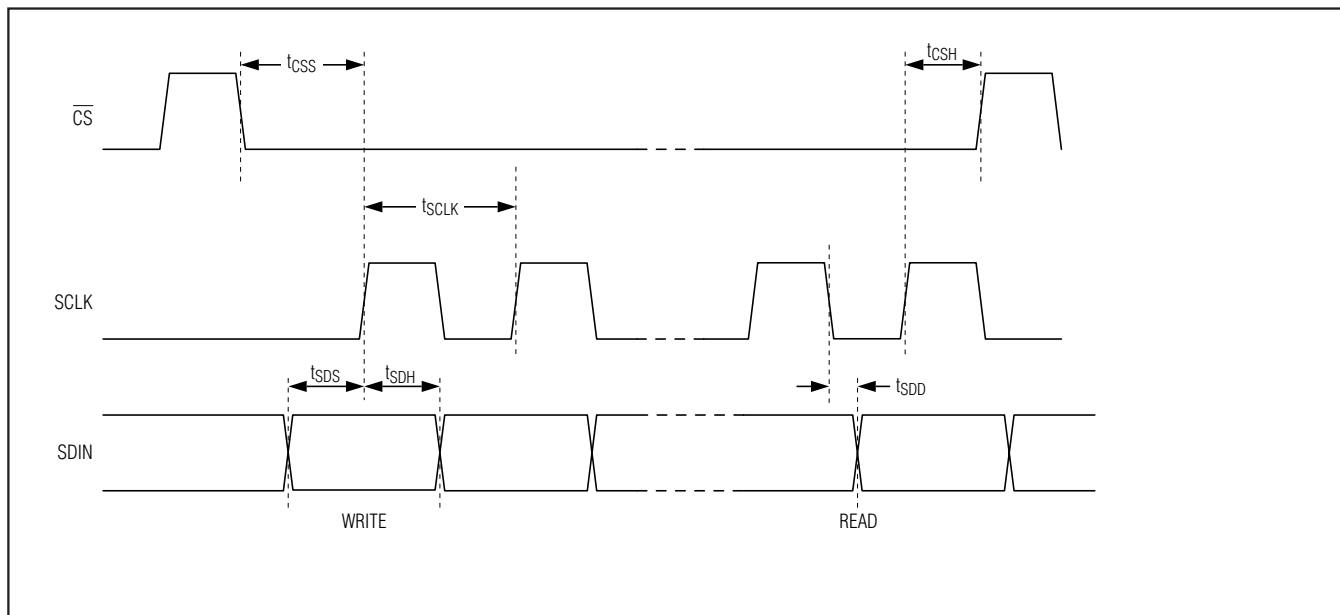 tCSS
tCSH
CS
tSCLK
SCLK
tSDS
tSDH
tSDD
SDIN
WRITE
READ